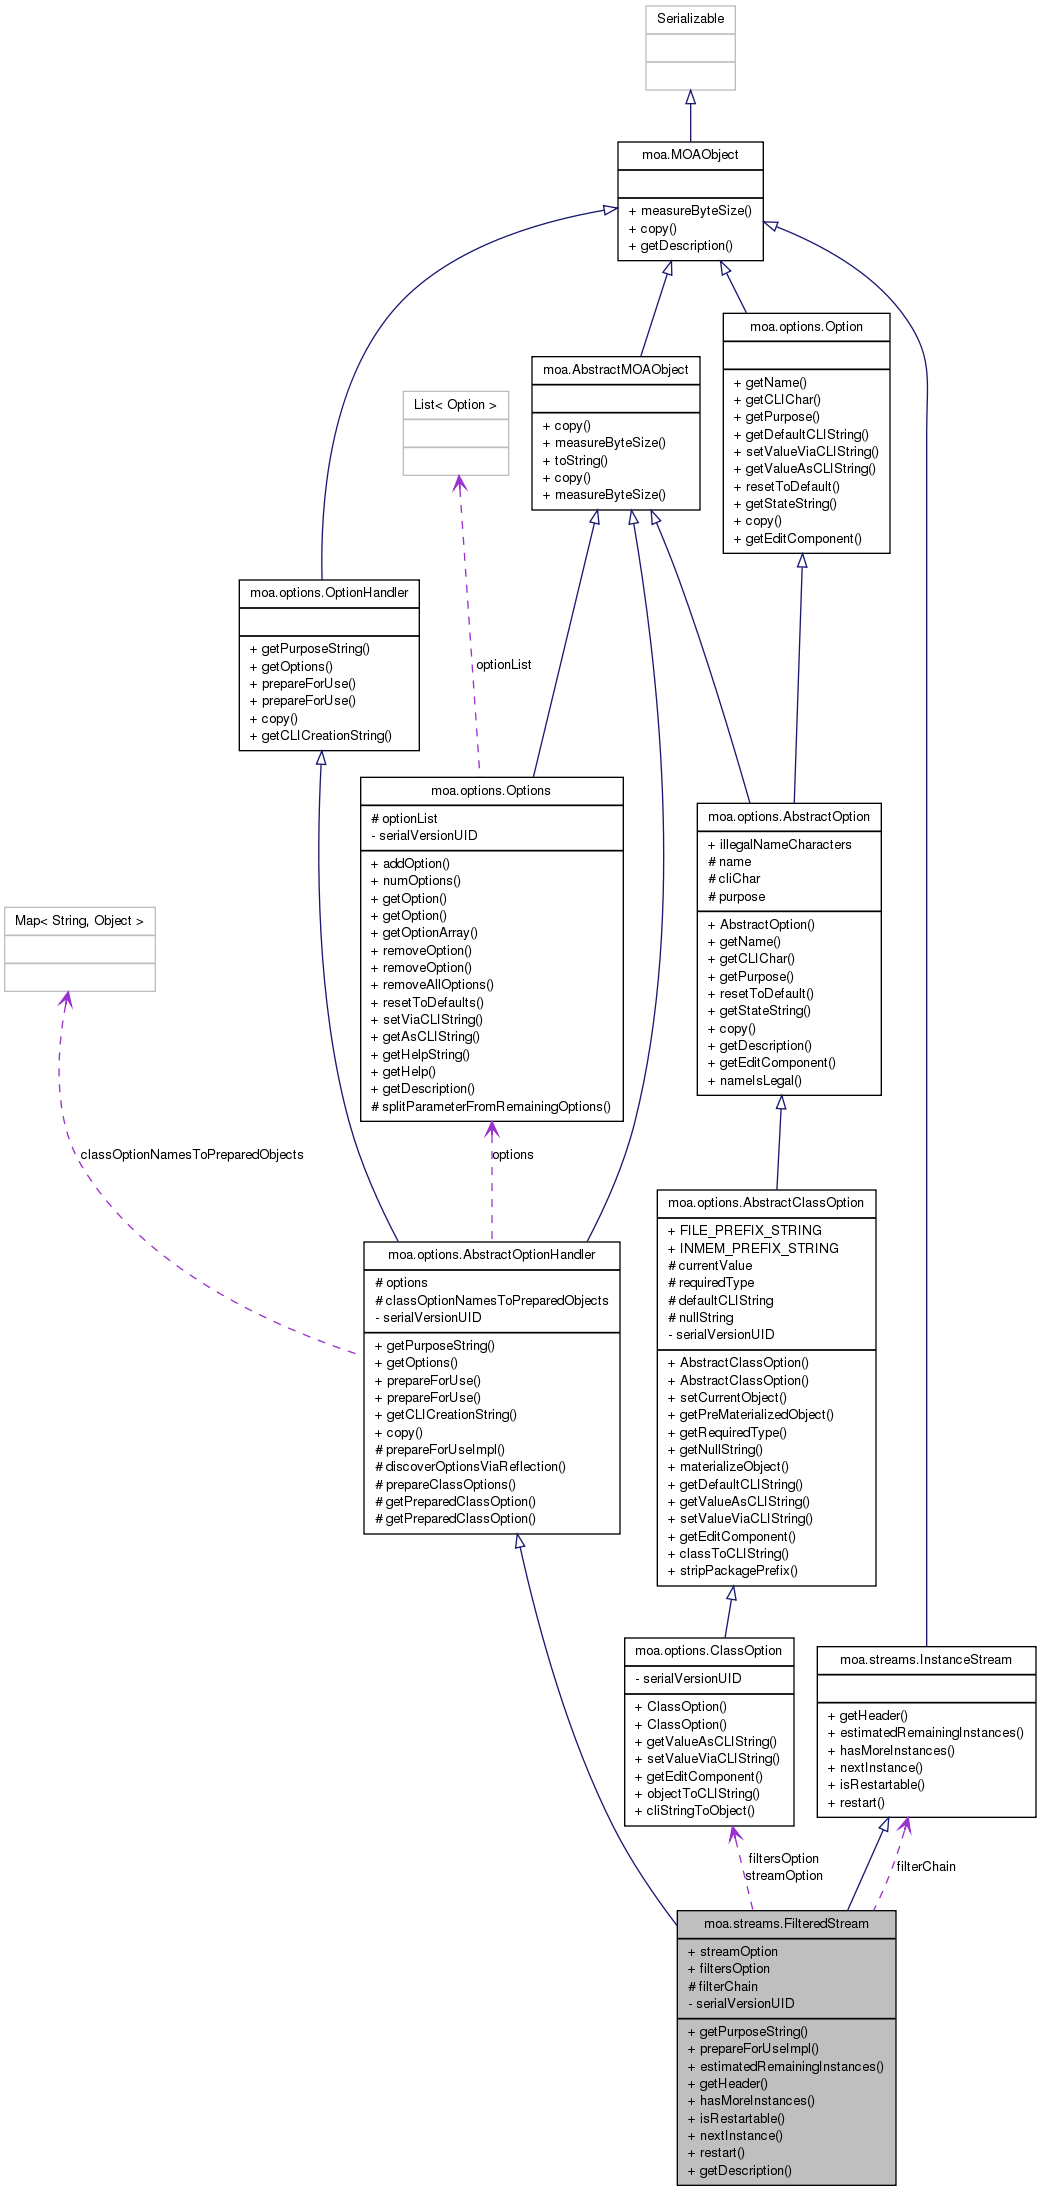 Serializable
moa.MOAObject
+ measureByteSize()
+ copy()
+ getDescription()
moa.options.Option
+ getName()
+ getCLIChar()
+ getPurpose()
+ getDefaultCLIString()
+ setValueViaCLIString()
+ getValueAsCLIString()
+ resetToDefault()
+ getStateString()
+ copy()
+ getEditComponent()
moa.AbstractMOAObject
+ copy()
+ measureByteSize()
+ toString()
+ copy()
+ measureByteSize()
List< Option >
moa.options.OptionHandler
+ getPurposeString()
+ getOptions()
+ prepareForUse()
+ prepareForUse()
+ copy()
+ getCLICreationString()
optionList
moa.options.Options
# optionList
- serialVersionUID
+ addOption()
+ numOptions()
+ getOption()
+ getOption()
+ getOptionArray()
+ removeOption()
+ removeOption()
+ removeAllOptions()
+ resetToDefaults()
+ setViaCLIString()
+ getAsCLIString()
+ getHelpString()
+ getHelp()
+ getDescription()
# splitParameterFromRemainingOptions()
moa.options.AbstractOption
+ illegalNameCharacters
# name
# cliChar
# purpose
+ AbstractOption()
+ getName()
+ getCLIChar()
+ getPurpose()
+ resetToDefault()
+ getStateString()
+ copy()
+ getDescription()
+ getEditComponent()
+ nameIsLegal()
Map< String, Object >
classOptionNamesToPreparedObjects
options
moa.options.AbstractClassOption
+ FILE_PREFIX_STRING
+ INMEM_PREFIX_STRING
# currentValue
# requiredType
# defaultCLIString
# nullString
- serialVersionUID
+ AbstractClassOption()
+ AbstractClassOption()
+ setCurrentObject()
+ getPreMaterializedObject()
+ getRequiredType()
+ getNullString()
+ materializeObject()
+ getDefaultCLIString()
+ getValueAsCLIString()
+ setValueViaCLIString()
+ getEditComponent()
+ classToCLIString()
+ stripPackagePrefix()
moa.options.AbstractOptionHandler
# options
# classOptionNamesToPreparedObjects
- serialVersionUID
+ getPurposeString()
+ getOptions()
+ prepareForUse()
+ prepareForUse()
+ getCLICreationString()
+ copy()
# prepareForUseImpl()
# discoverOptionsViaReflection()
# prepareClassOptions()
# getPreparedClassOption()
# getPreparedClassOption()
moa.options.ClassOption
- serialVersionUID
+ ClassOption()
+ ClassOption()
+ getValueAsCLIString()
+ setValueViaCLIString()
+ getEditComponent()
+ objectToCLIString()
+ cliStringToObject()
moa.streams.InstanceStream
+ getHeader()
+ estimatedRemainingInstances()
+ hasMoreInstances()
+ nextInstance()
+ isRestartable()
+ restart()
filtersOption
streamOption
filterChain
moa.streams.FilteredStream
+ streamOption
+ filtersOption
# filterChain
- serialVersionUID
+ getPurposeString()
+ prepareForUseImpl()
+ estimatedRemainingInstances()
+ getHeader()
+ hasMoreInstances()
+ isRestartable()
+ nextInstance()
+ restart()
+ getDescription()